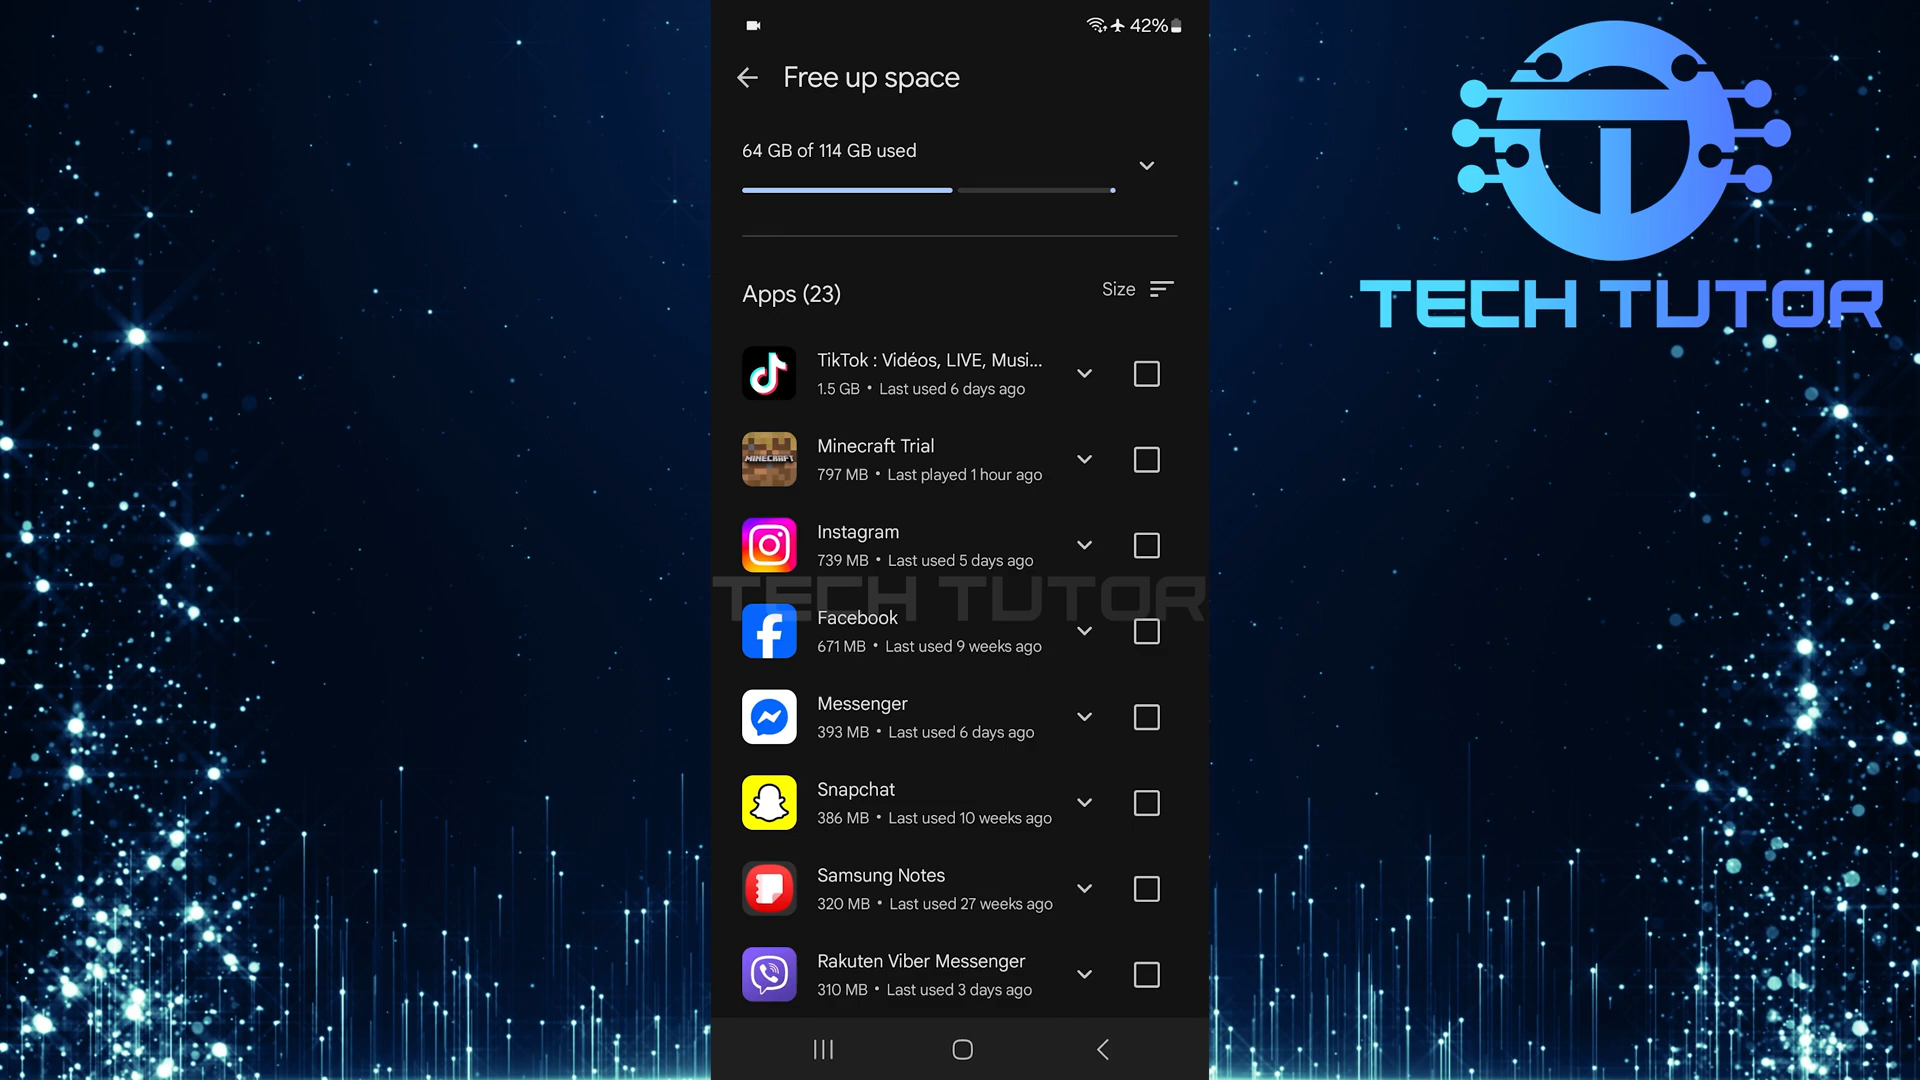 42%
Free up space
64 GB of 114 GB used
Apps (23)
Size
TikTok : Vidéos, LIVE, Musi...
1.5 GB • Last used 6 days ago
Minecraft Trial
797 MB • Last played 1 hour ago
MINECRAFT
Instagram
739 MB • Last used 5 days ago
TECH TUTOR
Facebook
671 MB • Last used 9 weeks ago
Messenger
393 MB • Last used 6 days ago
Snapchat
386 MB • Last used 10 weeks ago
Samsung Notes
320 MB • Last used 27 weeks ago
Rakuten Viber Messenger
310 MB • Last used 3 days ago
TECH TUTOR